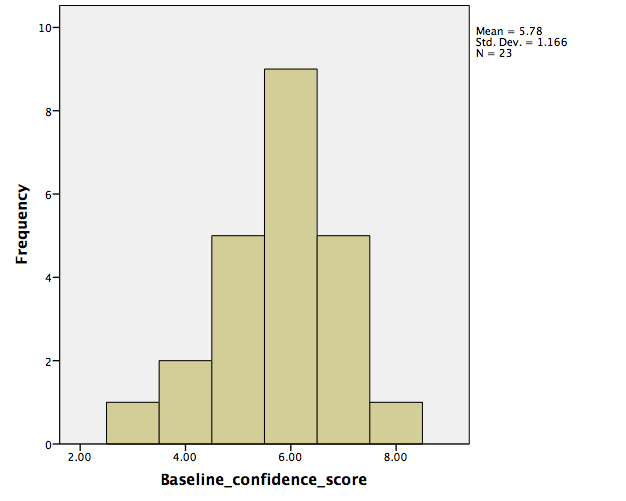 Mean = 5.78
Std. Dev. = 1.166
N = 23
10
8
6
4
2
0
Frequency
2.00 4.00 6.00 8.00
Baseline_confidence_score